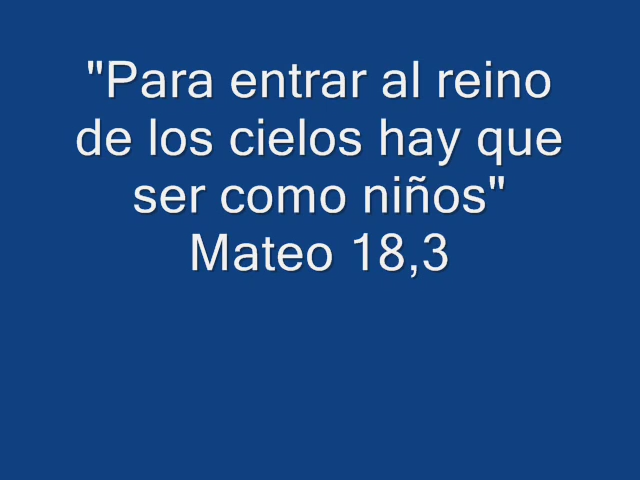 "Para entrar al reino
de los cielos hay que
ser como niños"
Mateo 18,3